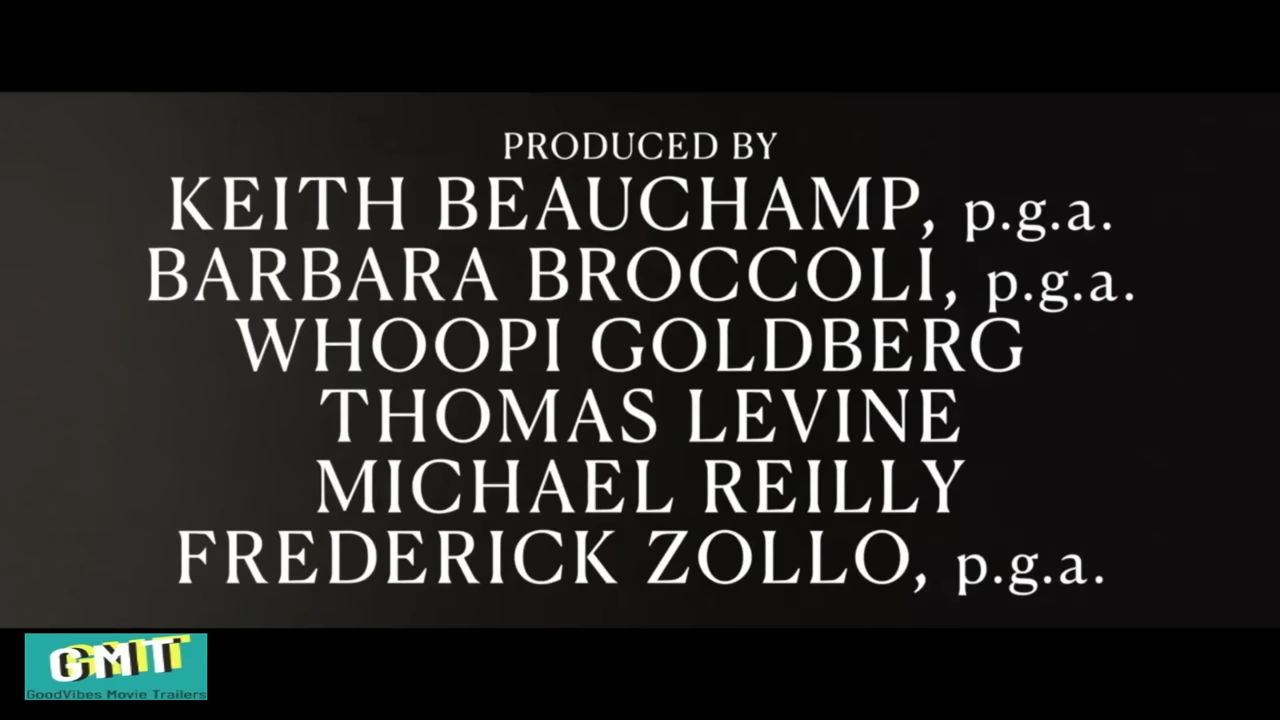 PRODUCED BY
KEITH BEAUCHAMP, p.g.a.
BARBARA BROCCOLI, p.g.a.
WHOOPI GOLDBERG
THOMAS LEVINE
MICHAEL REILLY
FREDERICK ZOLLO, p.g.a.
GMT
GoodVibes Movie Trailers